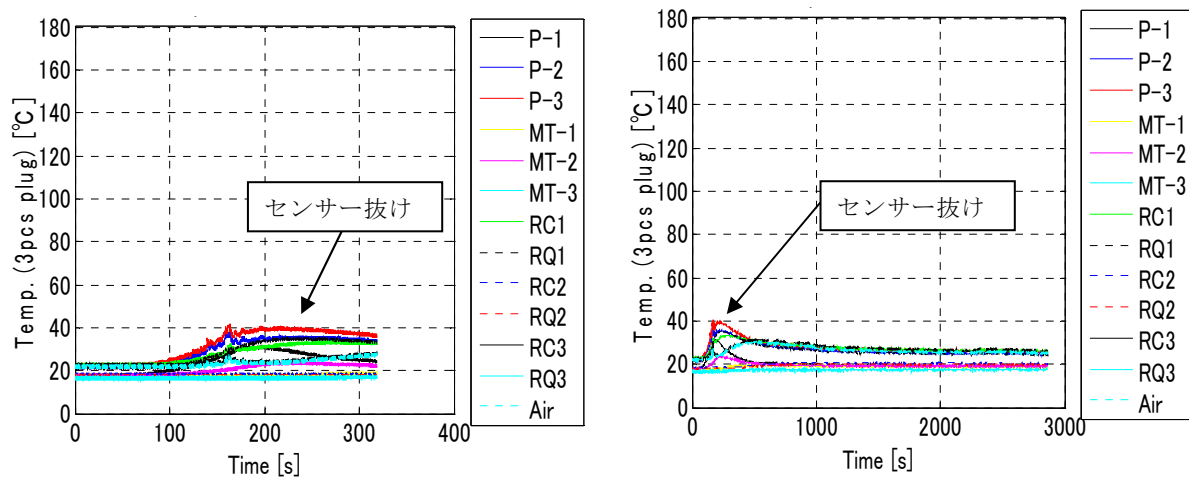 Temp. (3pcs plug) [℃]
180
160
140
120
100
80
60
40
20
0
0
100
200
300
400
Time [s]
センサー抜け
P-1
P-2
P-3
MT-1
MT-2
MT-3
RC1
RQ1
RC2
RQ2
RC3
RQ3
Air
Temp. (3pcs plug) [℃]
180
160
140
120
100
80
60
40
20
0
0
1000
2000
3000
Time [s]
センサー抜け
P-1
P-2
P-3
MT-1
MT-2
MT-3
RC1
RQ1
RC2
RQ2
RC3
RQ3
Air